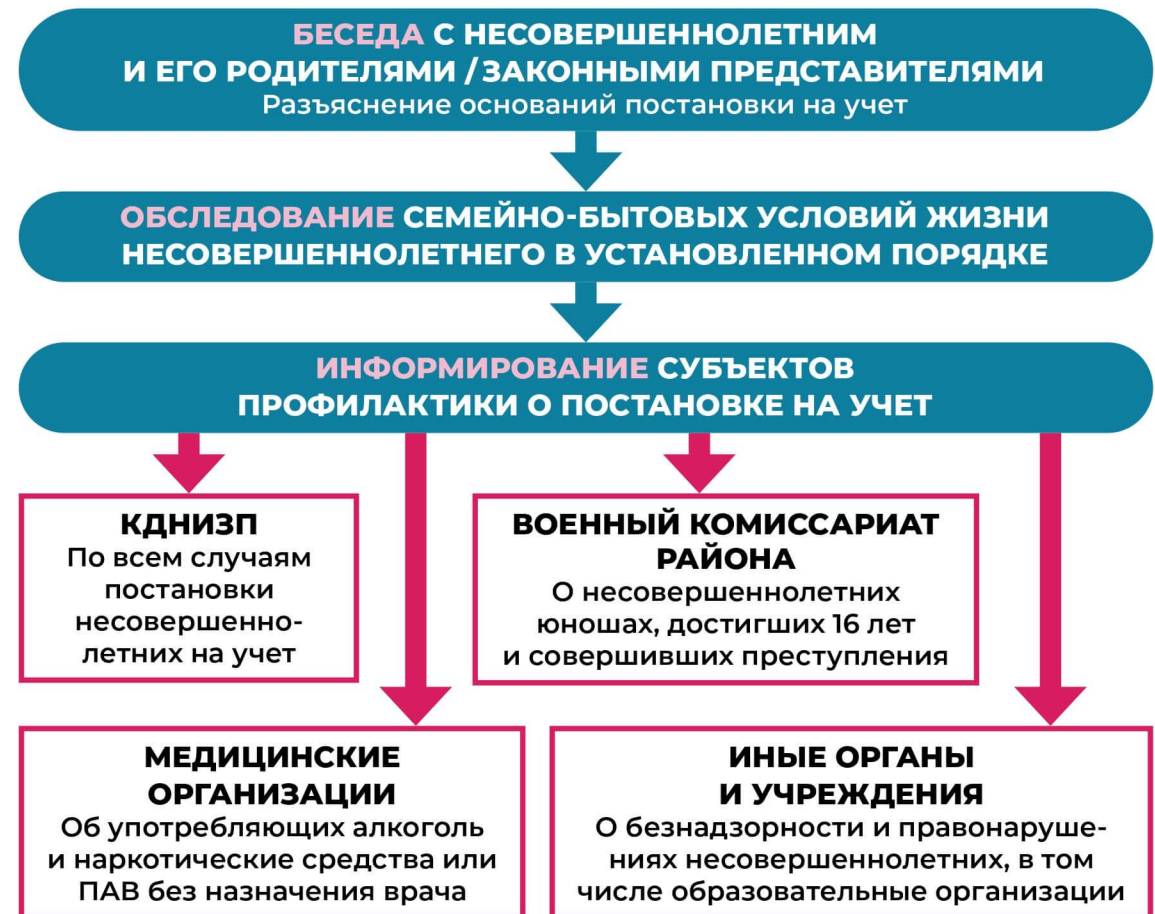 БЕСЕДА С НЕСОВЕРШЕННОЛЕТНИМ
И ЕГО РОДИТЕЛЯМИ / ЗАКОННЫМИ ПРЕДСТАВИТЕЛЯМИ
Разъяснение оснований постановки на учет
ОБСЛЕДОВАНИЕ СЕМЕЙНО-БЫТОВЫХ УСЛОВИЙ ЖИЗНИ
НЕСОВЕРШЕННОЛЕТНЕГО В УСТАНОВЛЕННОМ ПОРЯДКЕ
ИНФОРМИРОВАНИЕ СУБЪЕКТОВ
ПРОФИЛАКТИКИ О ПОСТАНОВКЕ НА УЧЕТ
КДНИЗП
По всем случаям
постановки
несовершенно-
летних на учет
ВОЕННЫЙ КОМИССАРИАТ
РАЙОНА
О несовершеннолетних
юношах, достигших 16 лет
и совершивших преступления
МЕДИЦИНСКИЕ
ОРГАНИЗАЦИИ
Об употребляющих алкоголь
и наркотические средства или
ПАВ без назначения врача
ИНЫЕ ОРГАНЫ
И УЧРЕЖДЕНИЯ
О безнадзорности и правонаруше-
ниях несовершеннолетних, в том
числе образовательные организации